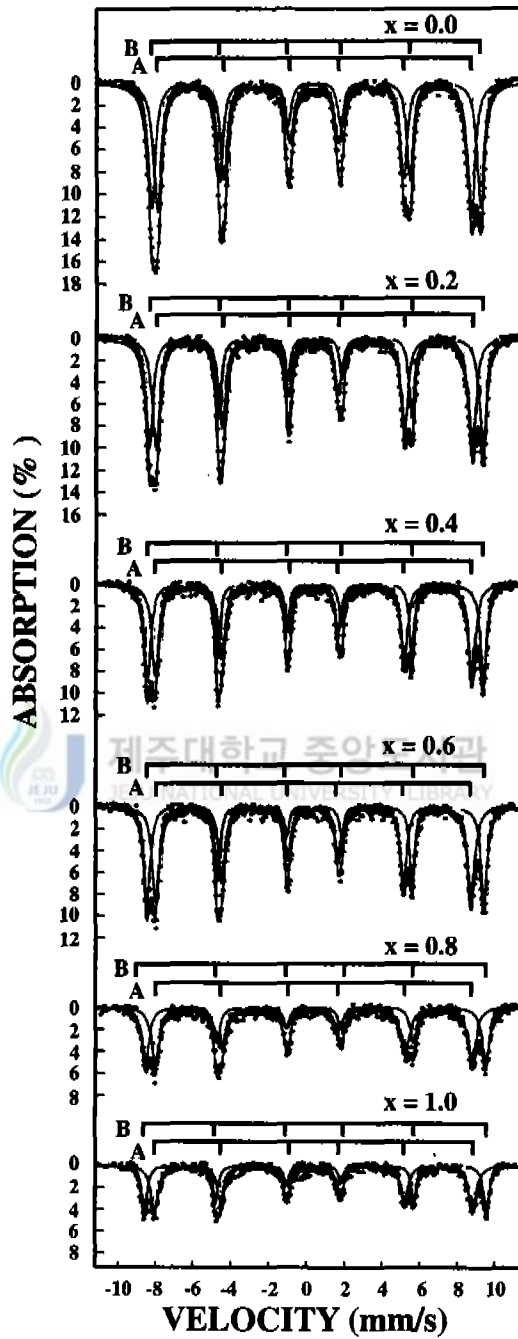 x = 0.0
B
A
0
2
4
6
8
10
12
14
16
18
x = 0.2
B
A
0
2
4
6
8
10
12
14
16
x = 0.4
B
A
0
2
4
6
8
10
12
ABSORPTION (%)
제주대학교 중앙도서관
JEJU NATIONAL UNIVERSITY LIBRARY
JEJU
1952
x = 0.6
B
A
0
2
4
6
8
10
12
x = 0.8
B
A
0
2
4
6
8
x = 1.0
B
A
0
2
4
6
8
-10 -8 -6 -4 -2 0 2 4 6 8 10
VELOCITY (mm/s)